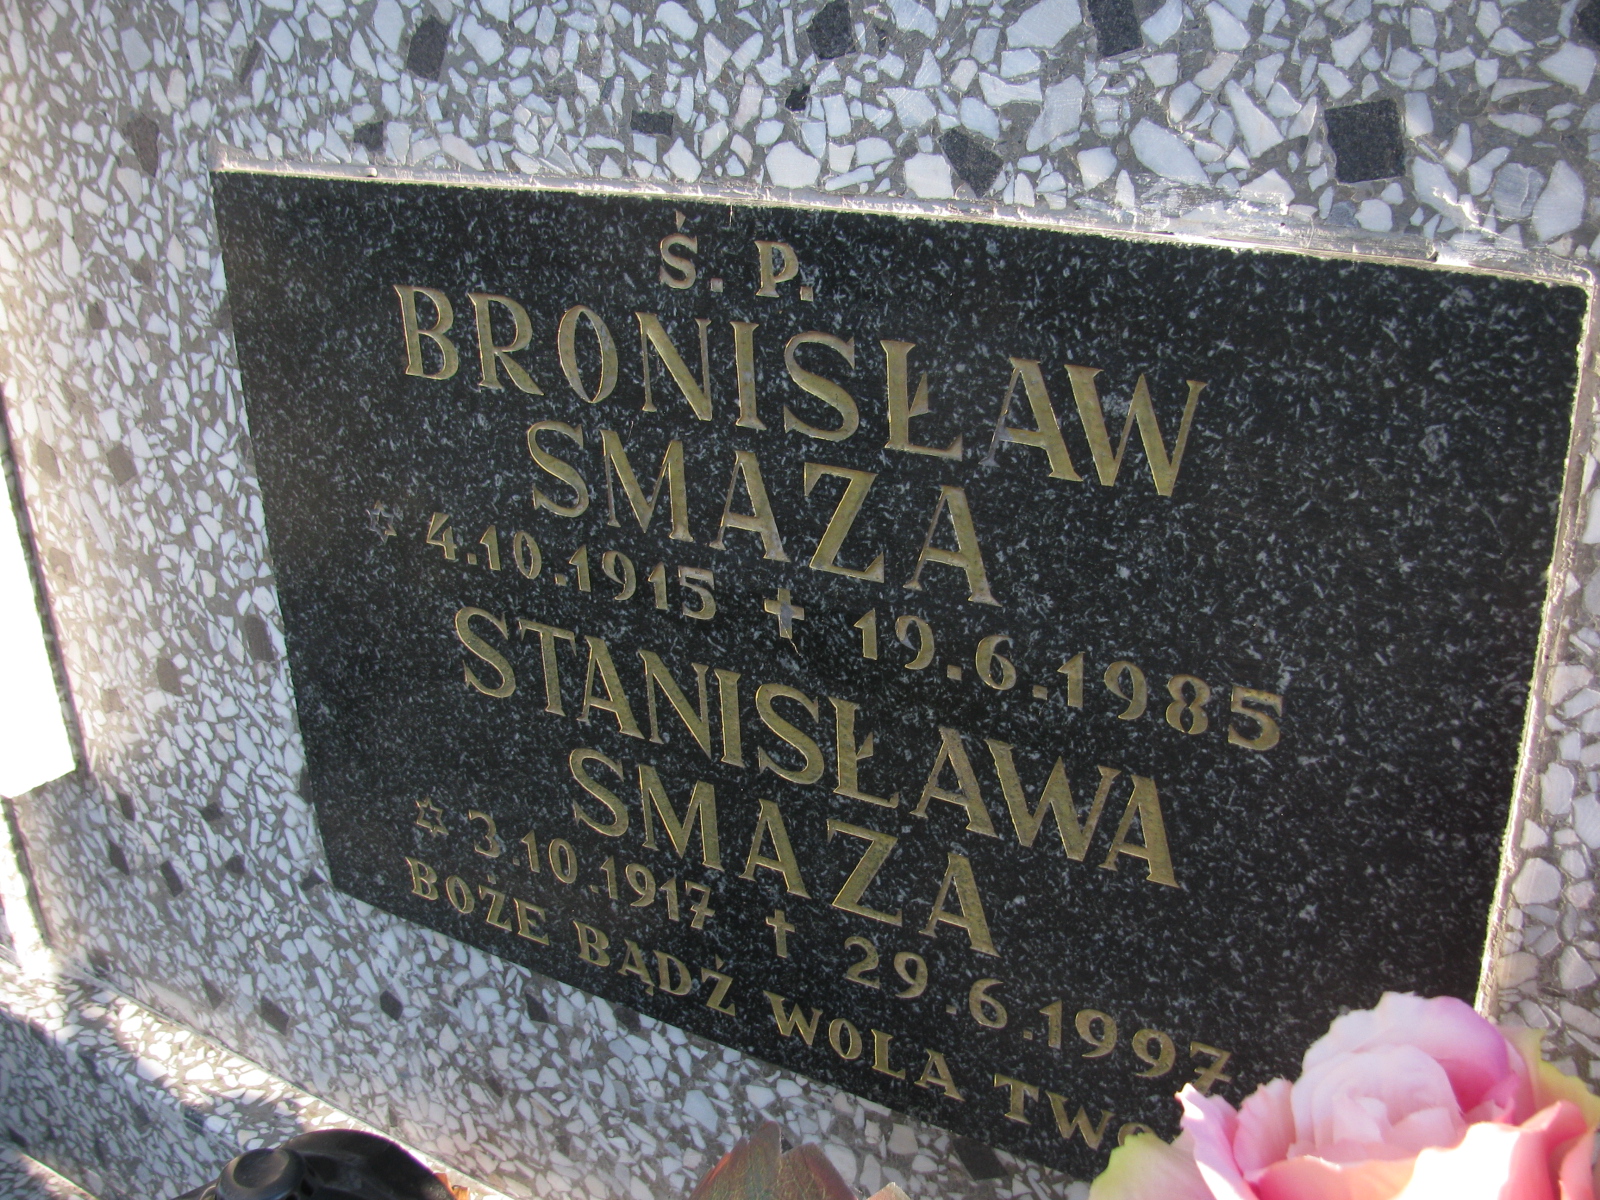 Ś. P.
BRONISŁAW
SMAZA
☆ 4.10.1915 ✝ 19.6.1985
STANISŁAWA
SMAZA
☆ 3.10.1917 ✝ 29.6.1997
BOŻE BĄDŹ WOLA